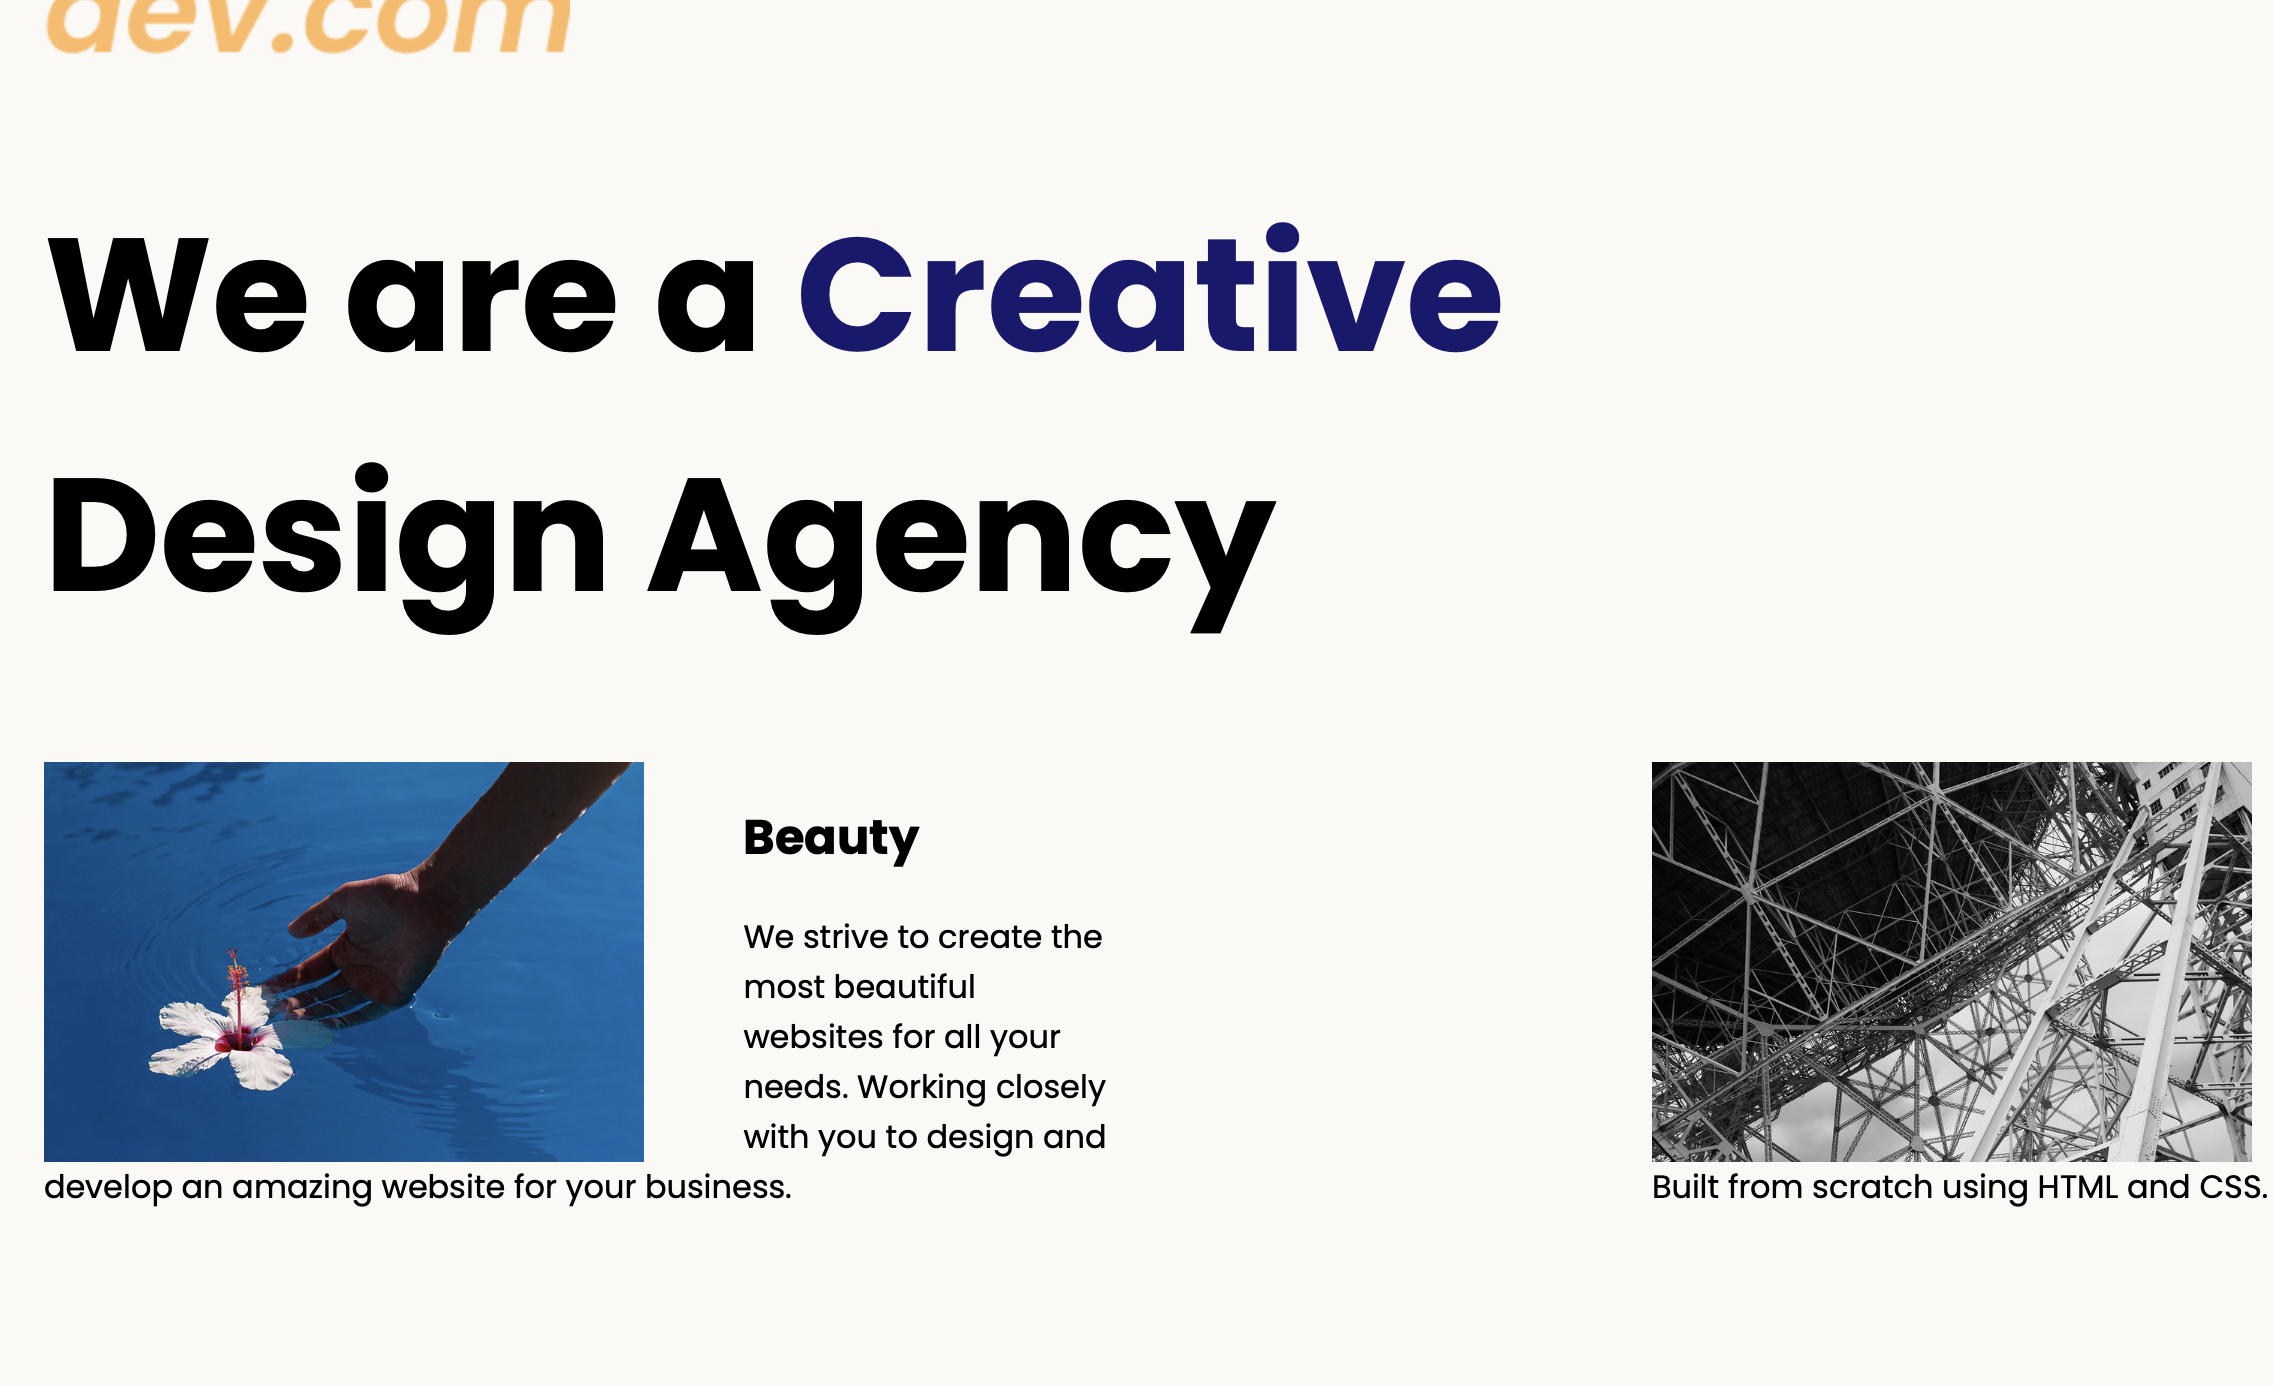 dev.com
We are a Creative
Design Agency
Beauty
We strive to create the
most beautiful
websites for all your
needs. Working closely
with you to design and
develop an amazing website for your business.
Built from scratch using HTML and CSS.